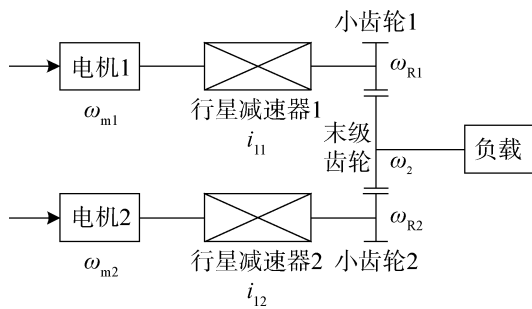 小齿轮1
电机1
ω_R1
ω_m1
行星减速器1
i_11
末级
齿轮
ω_2
负载
电机2
ω_R2
ω_m2
行星减速器2
小齿轮2
i_12